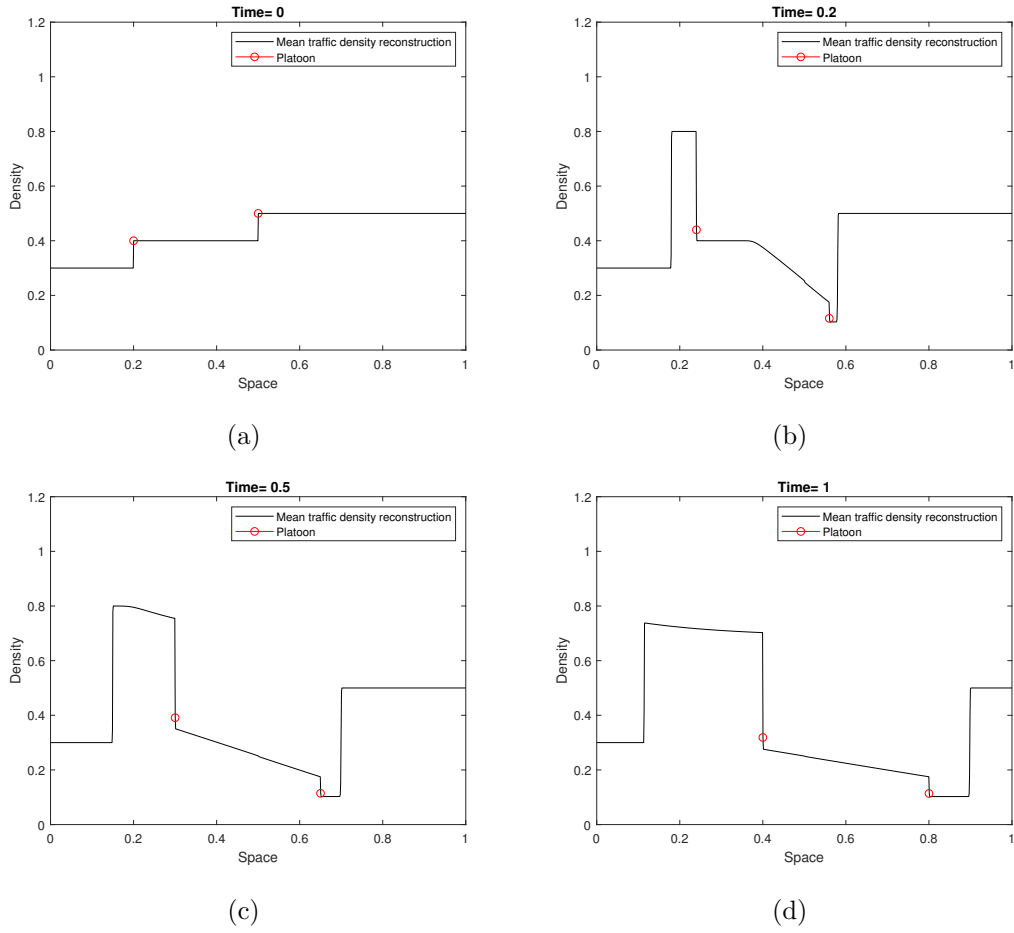 Time= 0
Mean traffic density reconstruction
Platoon
1.2
1
0.8
0.6
0.4
0.2
0
Density
0 0.2 0.4 0.6 0.8 1
Space
(a)
Time= 0.2
Mean traffic density reconstruction
Platoon
1.2
1
0.8
0.6
0.4
0.2
0
Density
0 0.2 0.4 0.6 0.8 1
Space
(b)
Time= 0.5
Mean traffic density reconstruction
Platoon
1.2
1
0.8
0.6
0.4
0.2
0
Density
0 0.2 0.4 0.6 0.8 1
Space
(c)
Time= 1
Mean traffic density reconstruction
Platoon
1.2
1
0.8
0.6
0.4
0.2
0
Density
0 0.2 0.4 0.6 0.8 1
Space
(d)